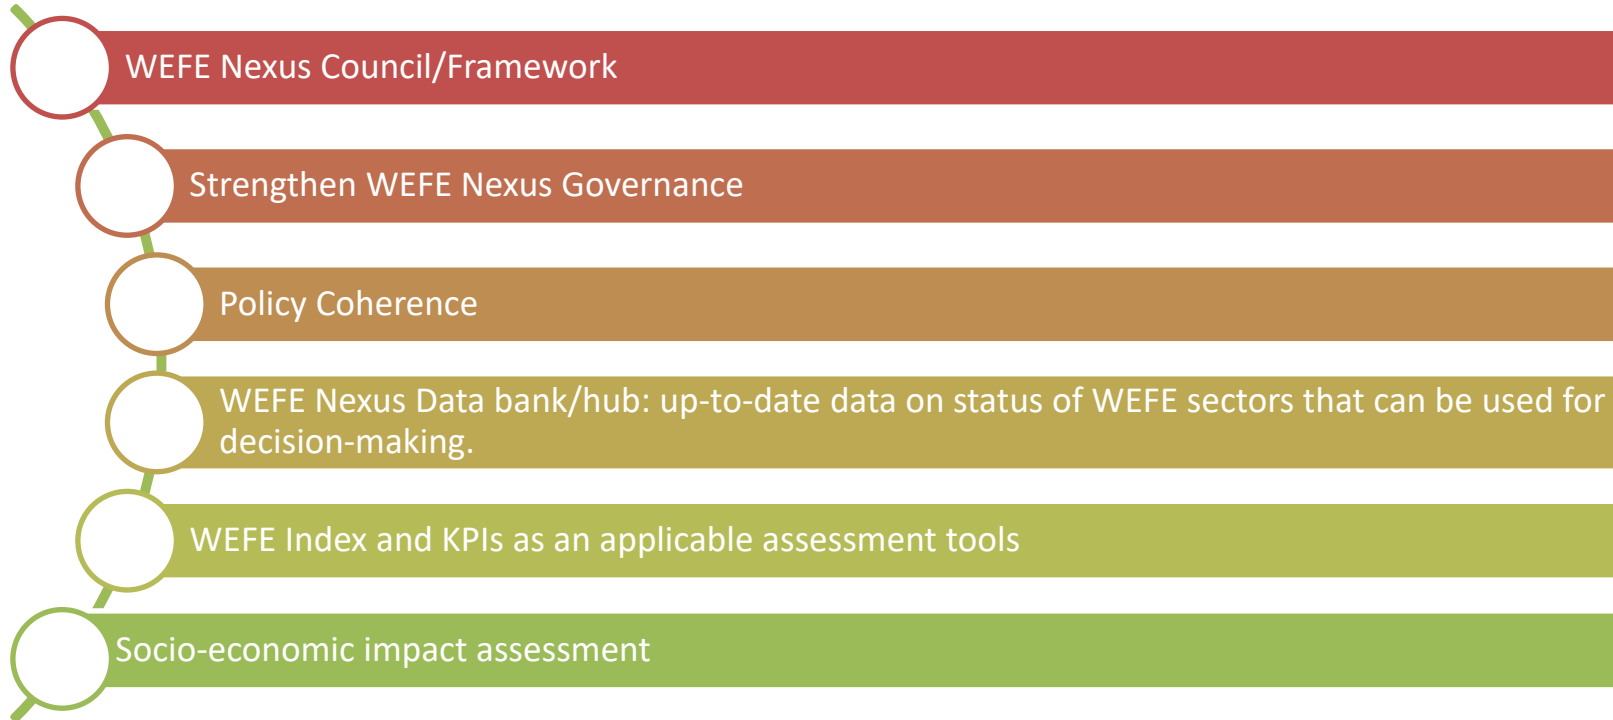 WEFE Nexus Council/Framework
Strengthen WEFE Nexus Governance
Policy Coherence
WEFE Nexus Data bank/hub: up-to-date data on status of WEFE sectors that can be used for
decision-making.
WEFE Index and KPIs as an applicable assessment tools
Socio-economic impact assessment